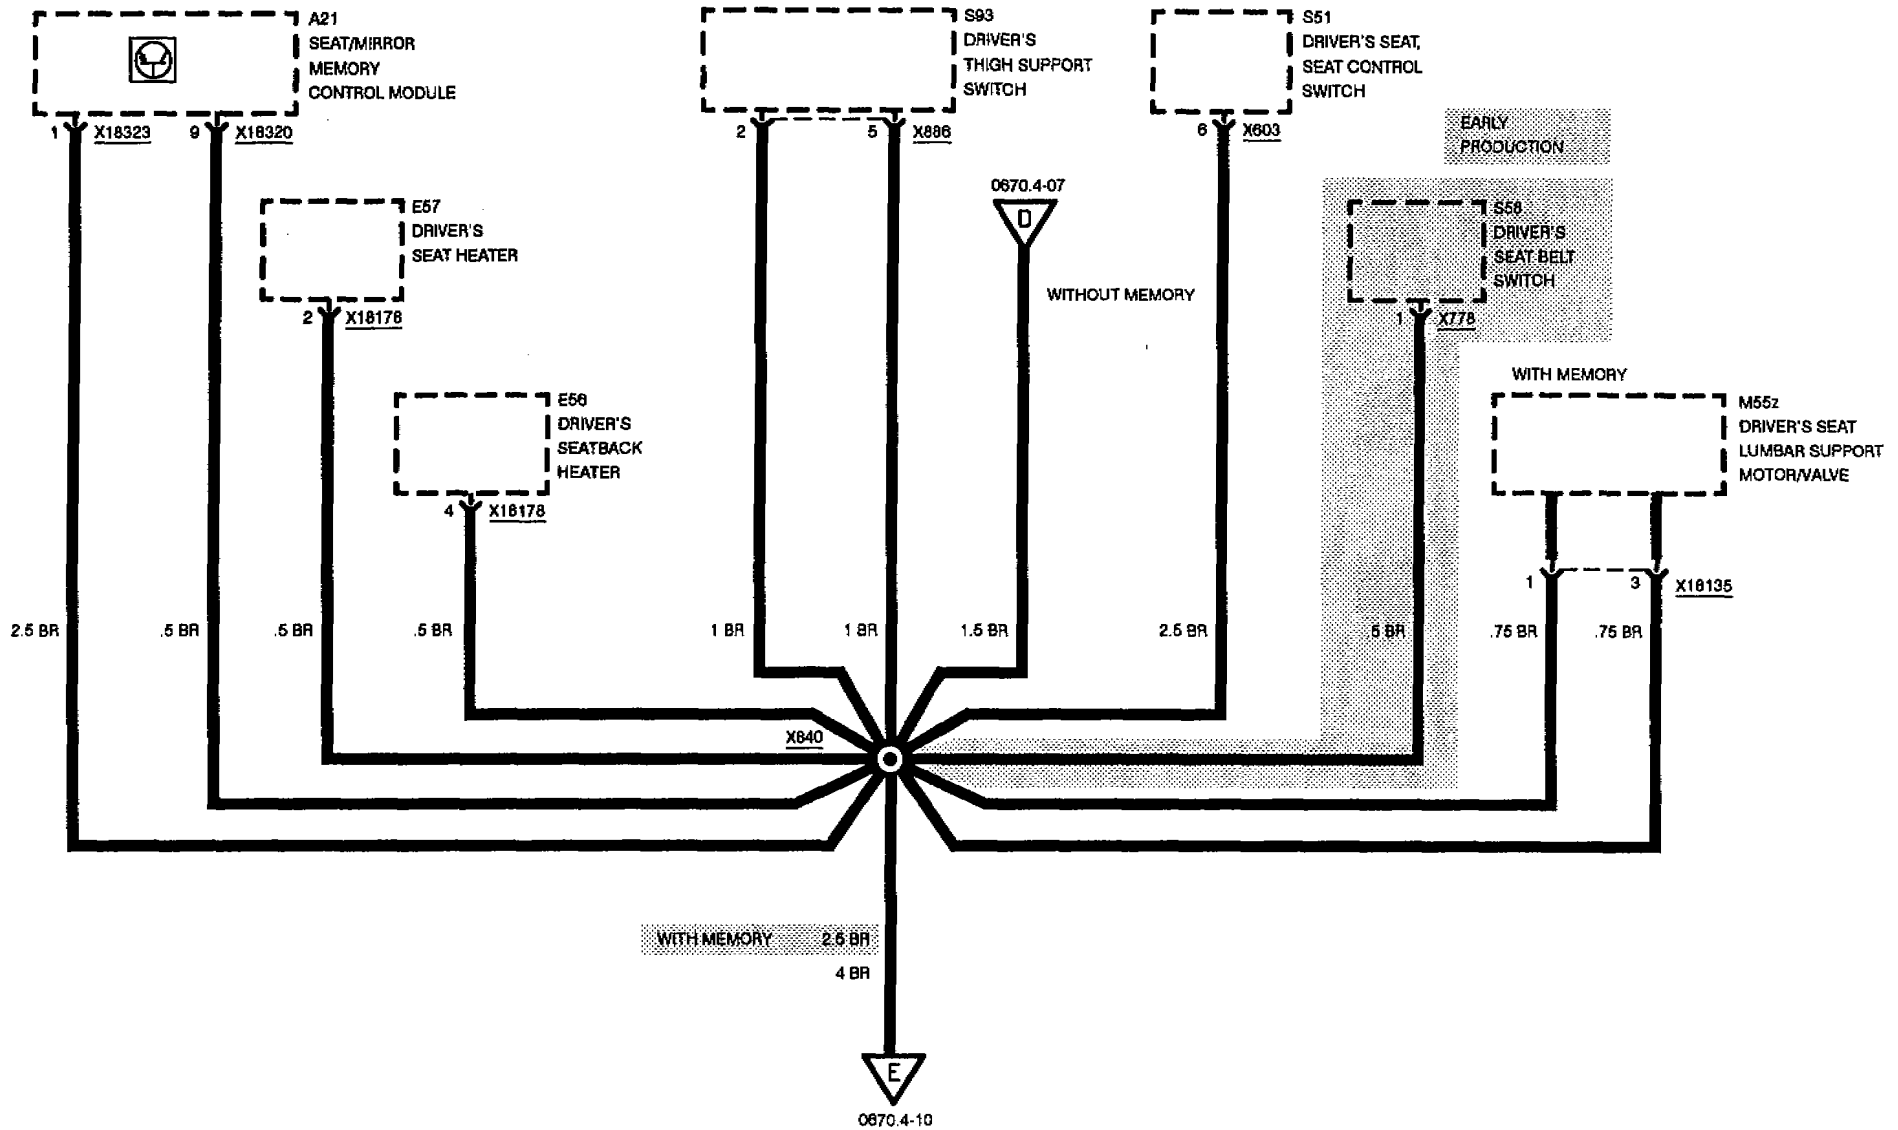 A21
SEAT/MIRROR
MEMORY
CONTROL MODULE
S93
DRIVER'S
THIGH SUPPORT
SWITCH
S51
DRIVER'S SEAT,
SEAT CONTROL
SWITCH
1 X18323
9 X18320
2
5 X886
6 X603
EARLY
PRODUCTION
E57
DRIVER'S
SEAT HEATER
2 X18178
0670.4-07
D
WITHOUT MEMORY
S58
DRIVER'S
SEAT BELT
SWITCH
1 X778
E56
DRIVER'S
SEATBACK
HEATER
4 X18178
WITH MEMORY
M55z
DRIVER'S SEAT
LUMBAR SUPPORT
MOTOR/VALVE
1
3 X18135
2.5 BR
.5 BR
.5 BR
.5 BR
1 BR
1 BR
1.5 BR
2.5 BR
.5 BR
.75 BR
.75 BR
X840
WITH MEMORY 2.5 BR
4 BR
E
0670.4-10